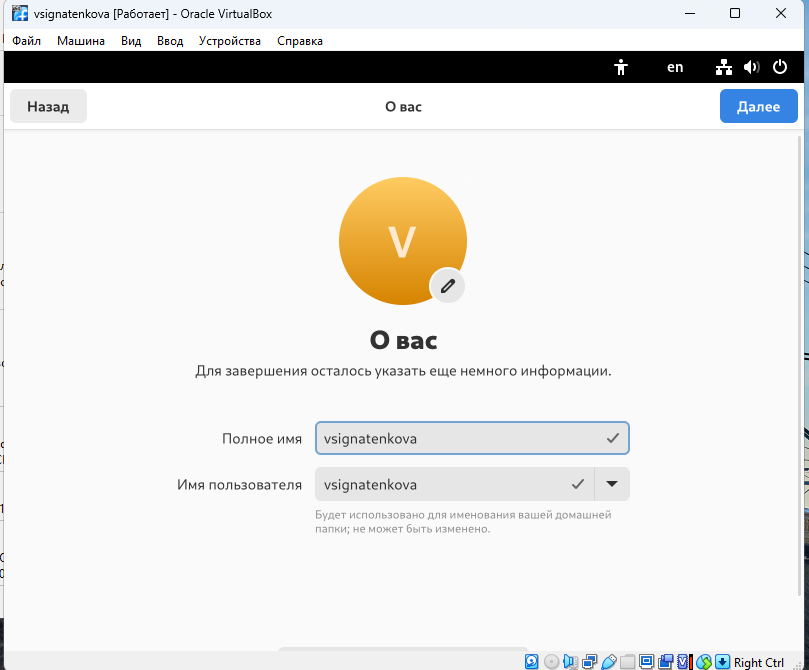 vsignatenkova [Работает] - Oracle VirtualBox
Файл Машина Вид Ввод Устройства Справка
en
Назад О вас Далее
V
О вас
Для завершения осталось указать еще немного информации.
Полное имя vsignatenkova
Имя пользователя vsignatenkova
Будет использовано для именования вашей домашней
папки; не может быть изменено.
Right Ctrl